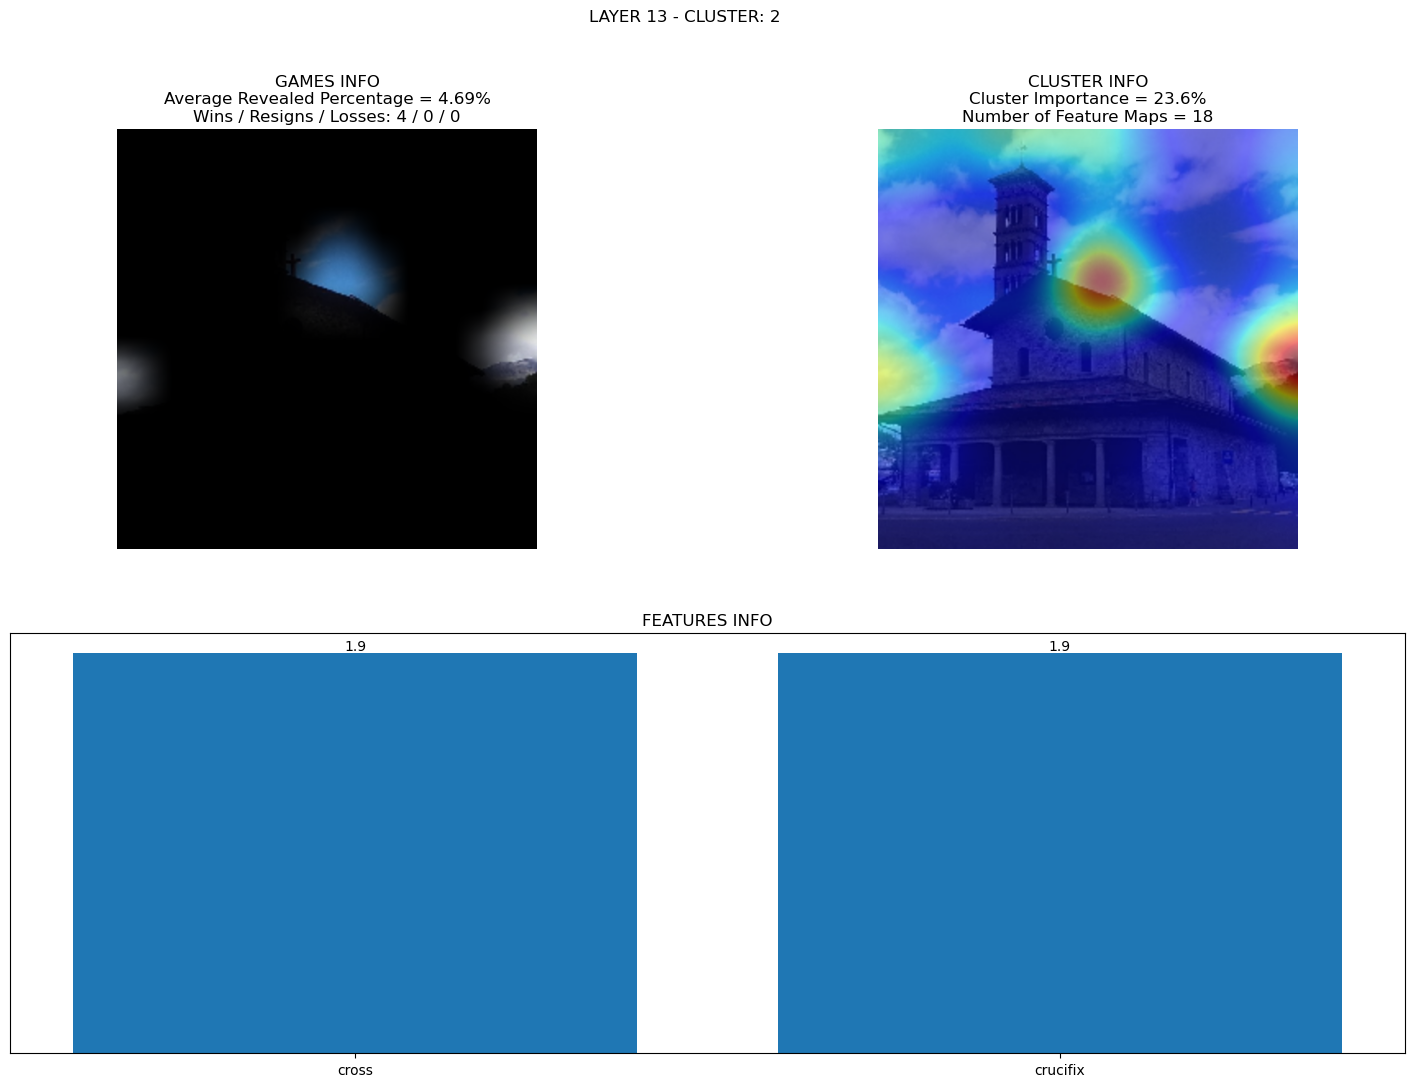 LAYER 13 - CLUSTER: 2
GAMES INFO
Average Revealed Percentage = 4.69%
Wins / Resigns / Losses: 4 / 0 / 0
CLUSTER INFO
Cluster Importance = 23.6%
Number of Feature Maps = 18
FEATURES INFO
1.9
1.9
cross
crucifix